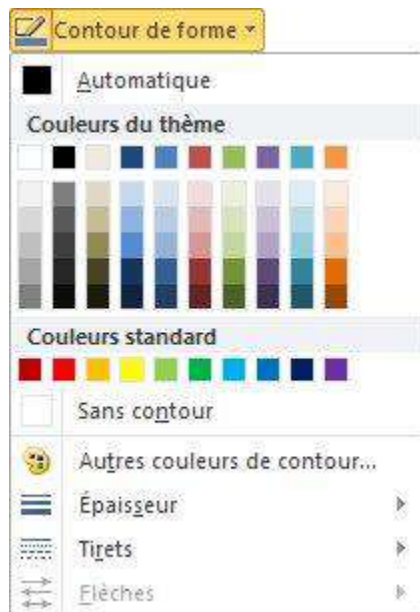 Contour de forme
Automatique
Couleurs du thème
Couleurs standard
Sans contour
Autres couleurs de contour...
Épaisseur
Tirets
Flèches